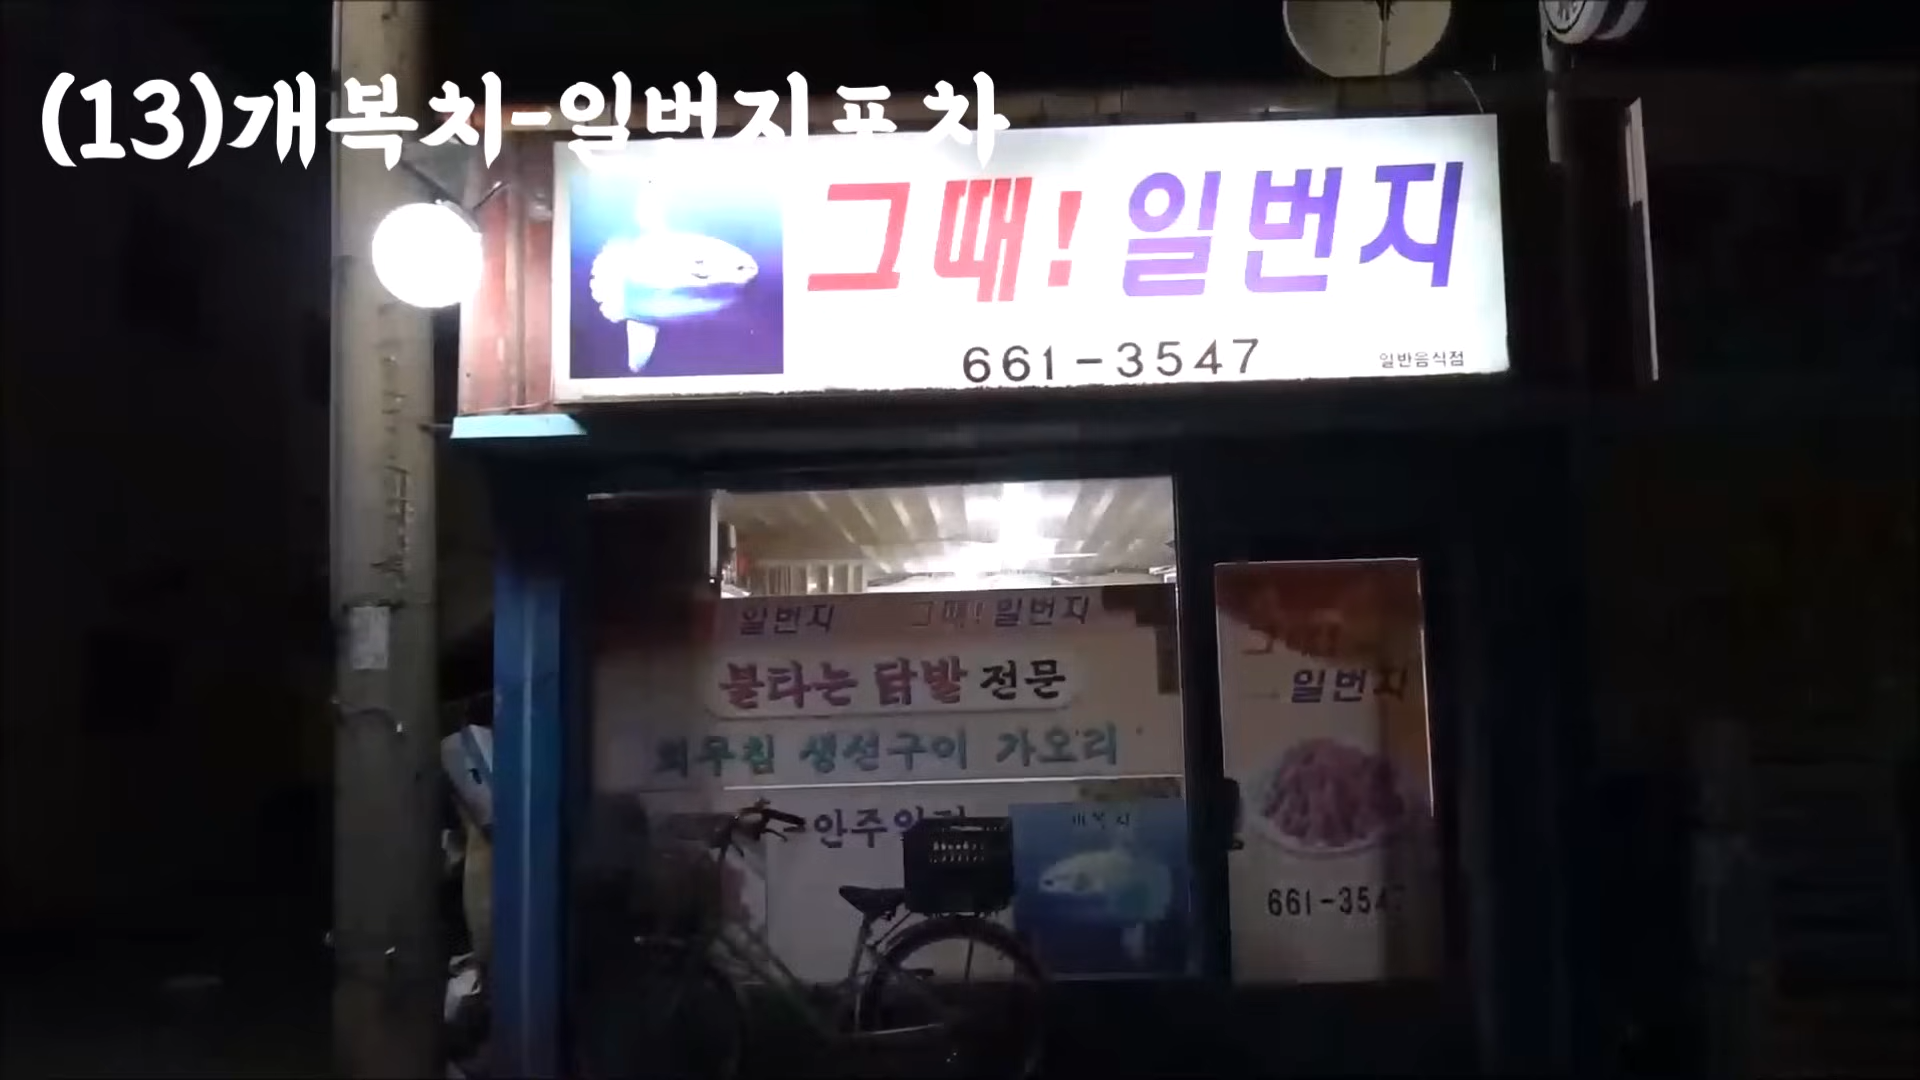 (13)개복치-일번지포차
그때! 일번지
661-3547
일반음식점
일번지 그때! 일번지
불타는 닭발 전문
회무침 생선구이 가오리
안주일절
개복치
그때!
일번지
661-3547